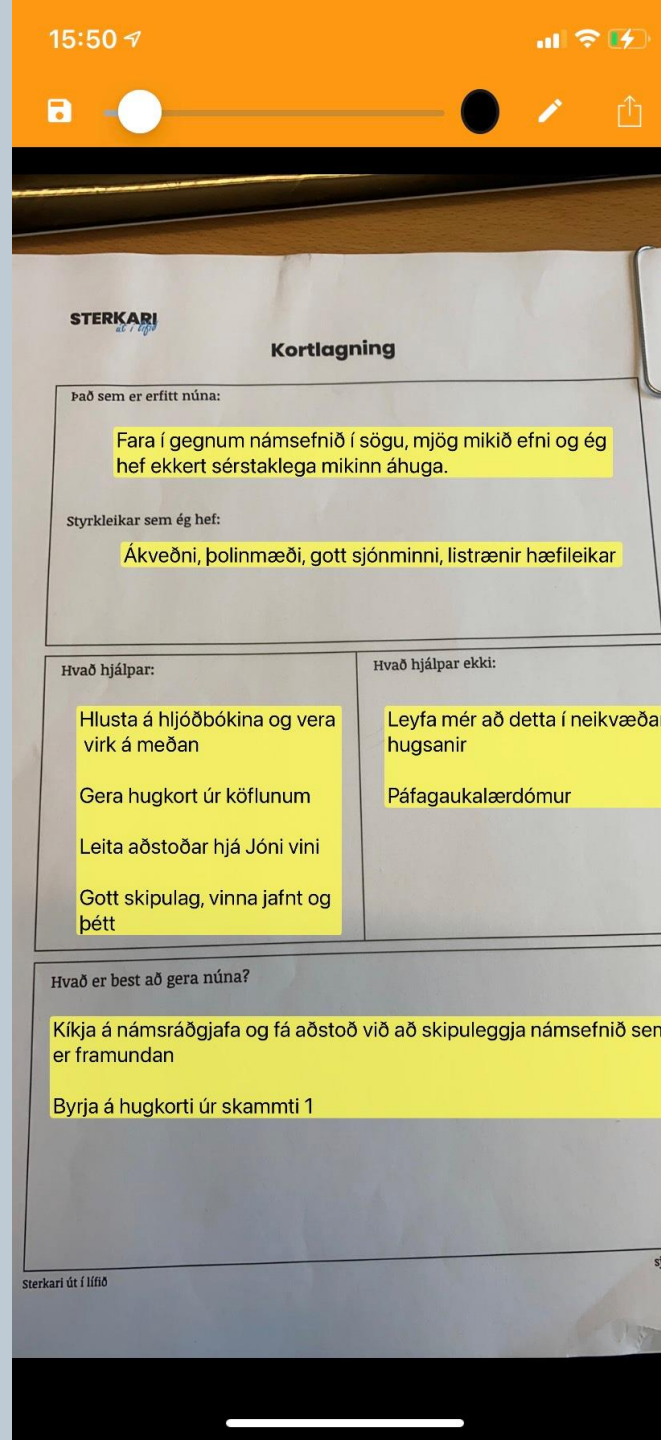 15:50
STERKARI
út í lífið
Kortlagning
Það sem er erfitt núna:
Fara í gegnum námsefnið í sögu, mjög mikið efni og ég
hef ekkert sérstaklega mikinn áhuga.
Styrkleikar sem ég hef:
Ákveðni, þolinmæði, gott sjónminni, listrænir hæfileikar
Hvað hjálpar:
Hlusta á hljóðbókina og vera
virk á meðan
Gera hugkort úr köflunum
Leita aðstoðar hjá Jóni vini
Gott skipulag, vinna jafnt og
þétt
Hvað hjálpar ekki:
Leyfa mér að detta í
hugsanir
Páfagaukalærdómur
Hvað er best að gera núna?
Kíkja á námsráðgjafa og fá aðstoð við að skipuleggja námsefnið
er framundan
Byrja á hugkorti úr skammti 1
Sterkari út í lífið